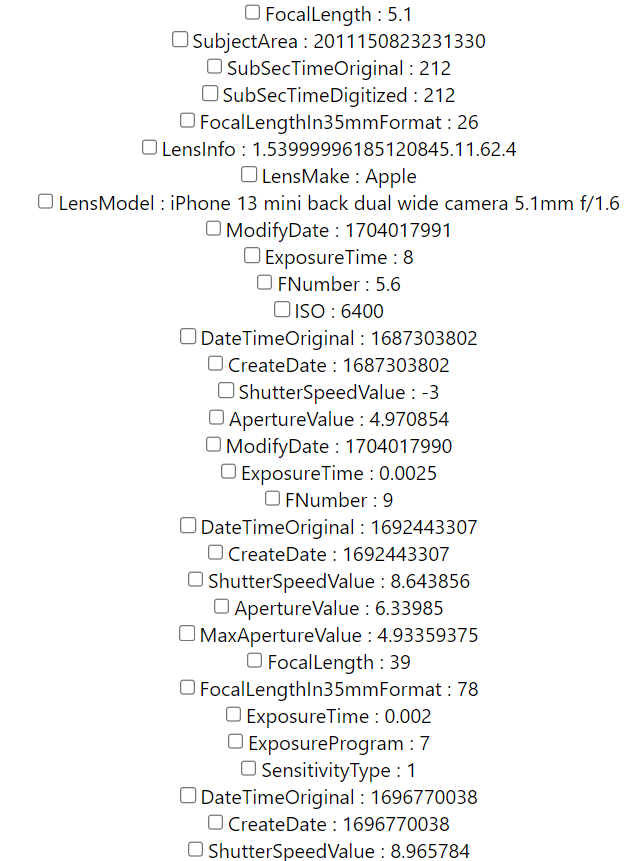 FocalLength : 5.1
SubjectArea : 2011150823231330
SubSecTimeOriginal : 212
SubSecTimeDigitized : 212
FocalLengthIn35mmFormat : 26
LensInfo : 1.53999996185120845.11.62.4
LensMake : Apple
LensModel : iPhone 13 mini back dual wide camera 5.1mm f/1.6
ModifyDate : 1704017991
ExposureTime : 8
FNumber : 5.6
ISO : 6400
DateTimeOriginal : 1687303802
CreateDate : 1687303802
ShutterSpeedValue : -3
ApertureValue : 4.970854
ModifyDate : 1704017990
ExposureTime : 0.0025
FNumber : 9
DateTimeOriginal : 1692443307
CreateDate : 1692443307
ShutterSpeedValue : 8.643856
ApertureValue : 6.33985
MaxApertureValue : 4.93359375
FocalLength : 39
FocalLengthIn35mmFormat : 78
ExposureTime : 0.002
ExposureProgram : 7
SensitivityType : 1
DateTimeOriginal : 1696770038
CreateDate : 1696770038
ShutterSpeedValue : 8.965784